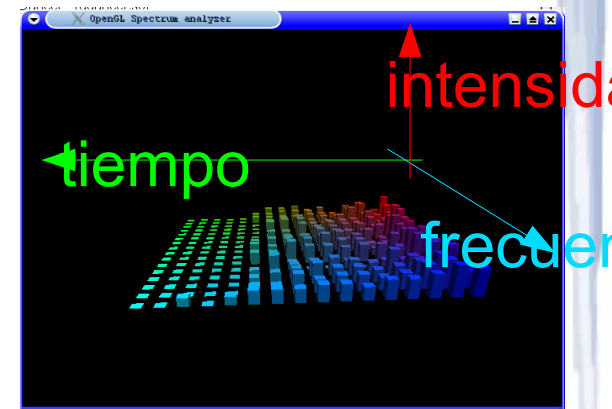 OpenGL Spectrum analyzer
intensida
tiempo
frecuen